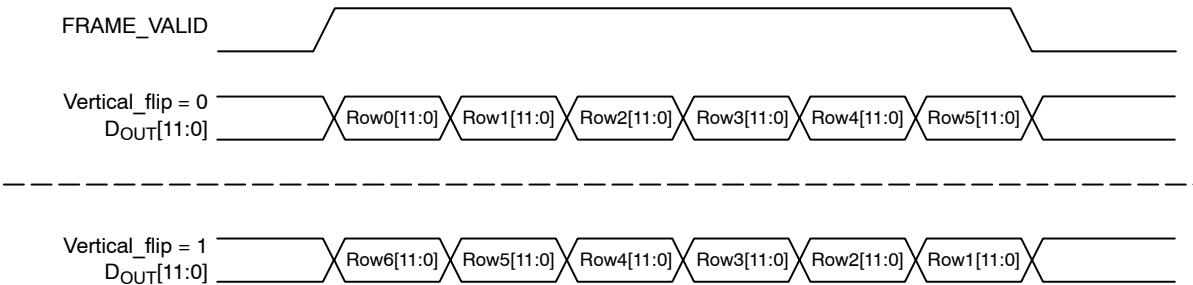 FRAME_VALID
Vertical_flip = 0
DOUT[11:0]
Row0[11:0] Row1[11:0] Row2[11:0] Row3[11:0] Row4[11:0] Row5[11:0]
Vertical_flip = 1
DOUT[11:0]
Row6[11:0] Row5[11:0] Row4[11:0] Row3[11:0] Row2[11:0] Row1[11:0]